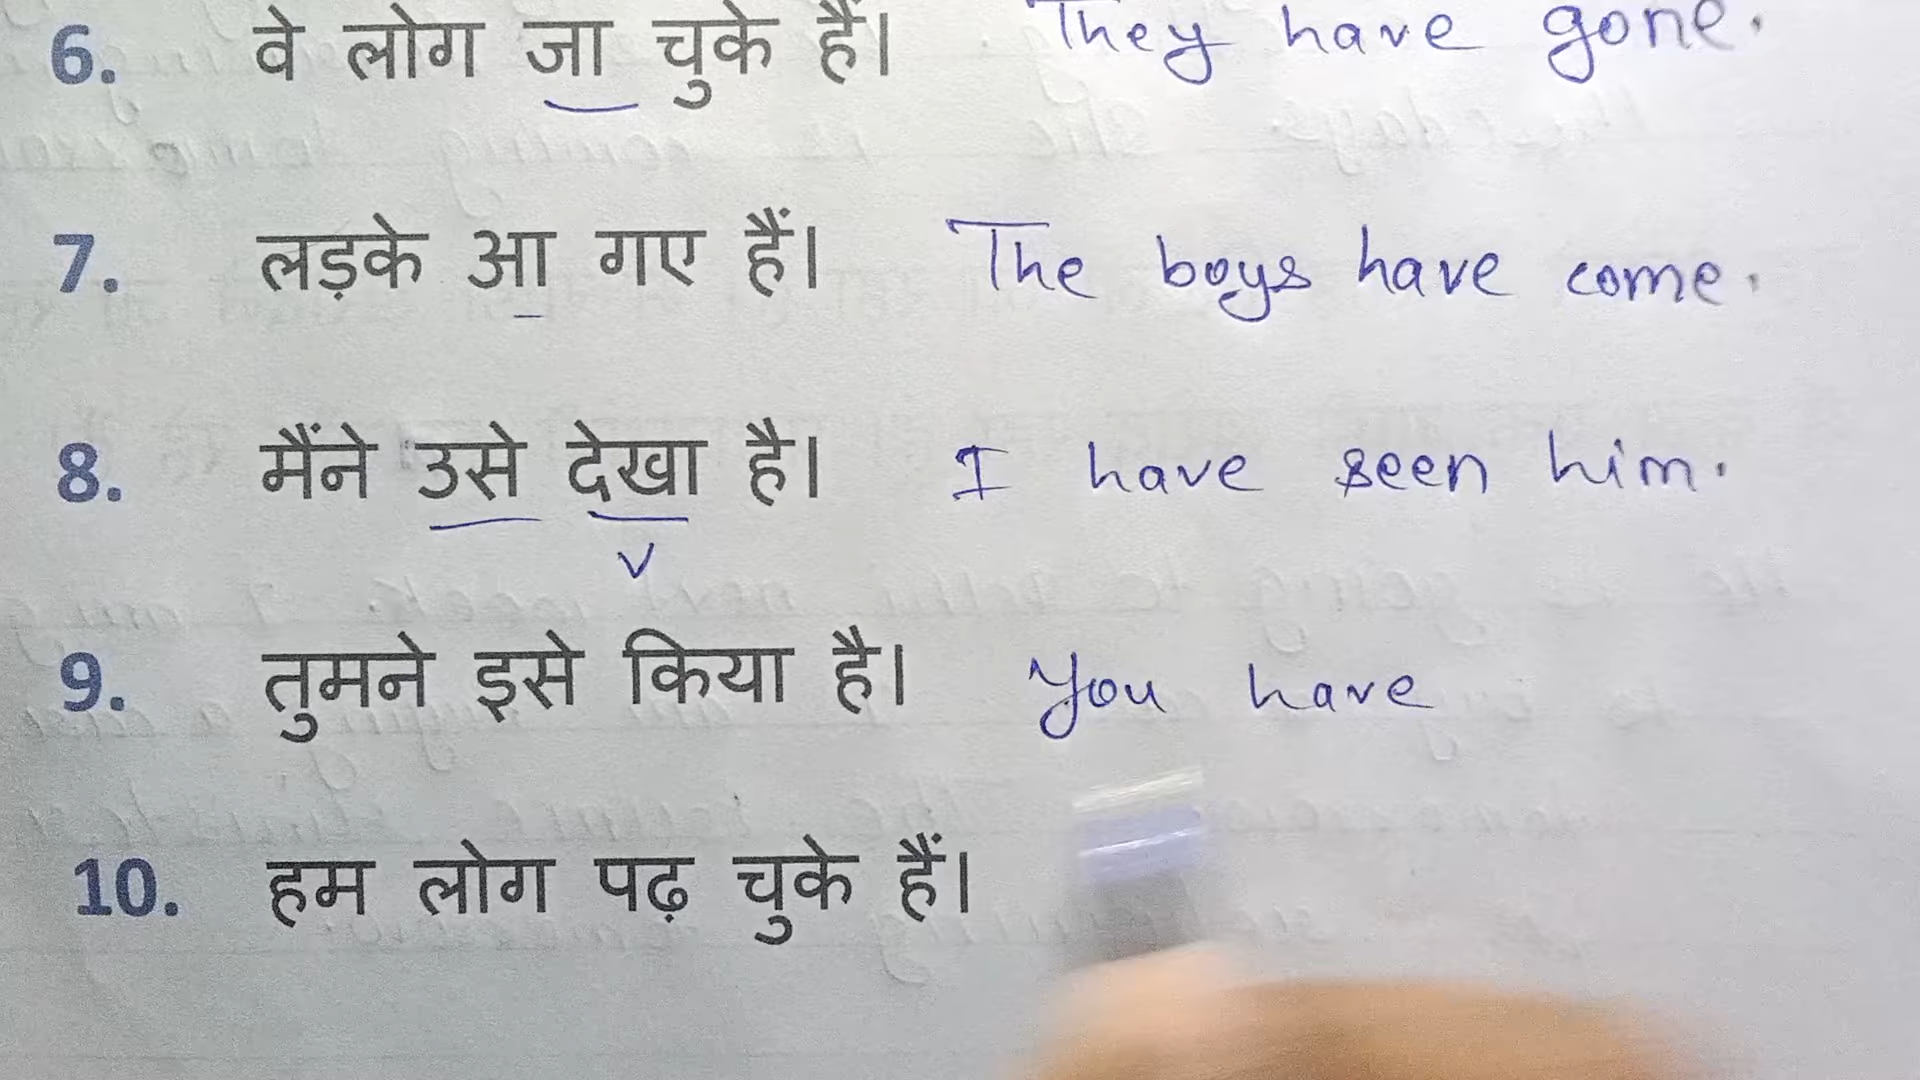 6. वे लोग जा चुके हैं। They have gone.
7. लड़के आ गए हैं। The boys have come.
8. मैंने उसे देखा है। I have seen him.
V
9. तुमने इसे किया है। You have
10. हम लोग पढ़ चुके हैं।